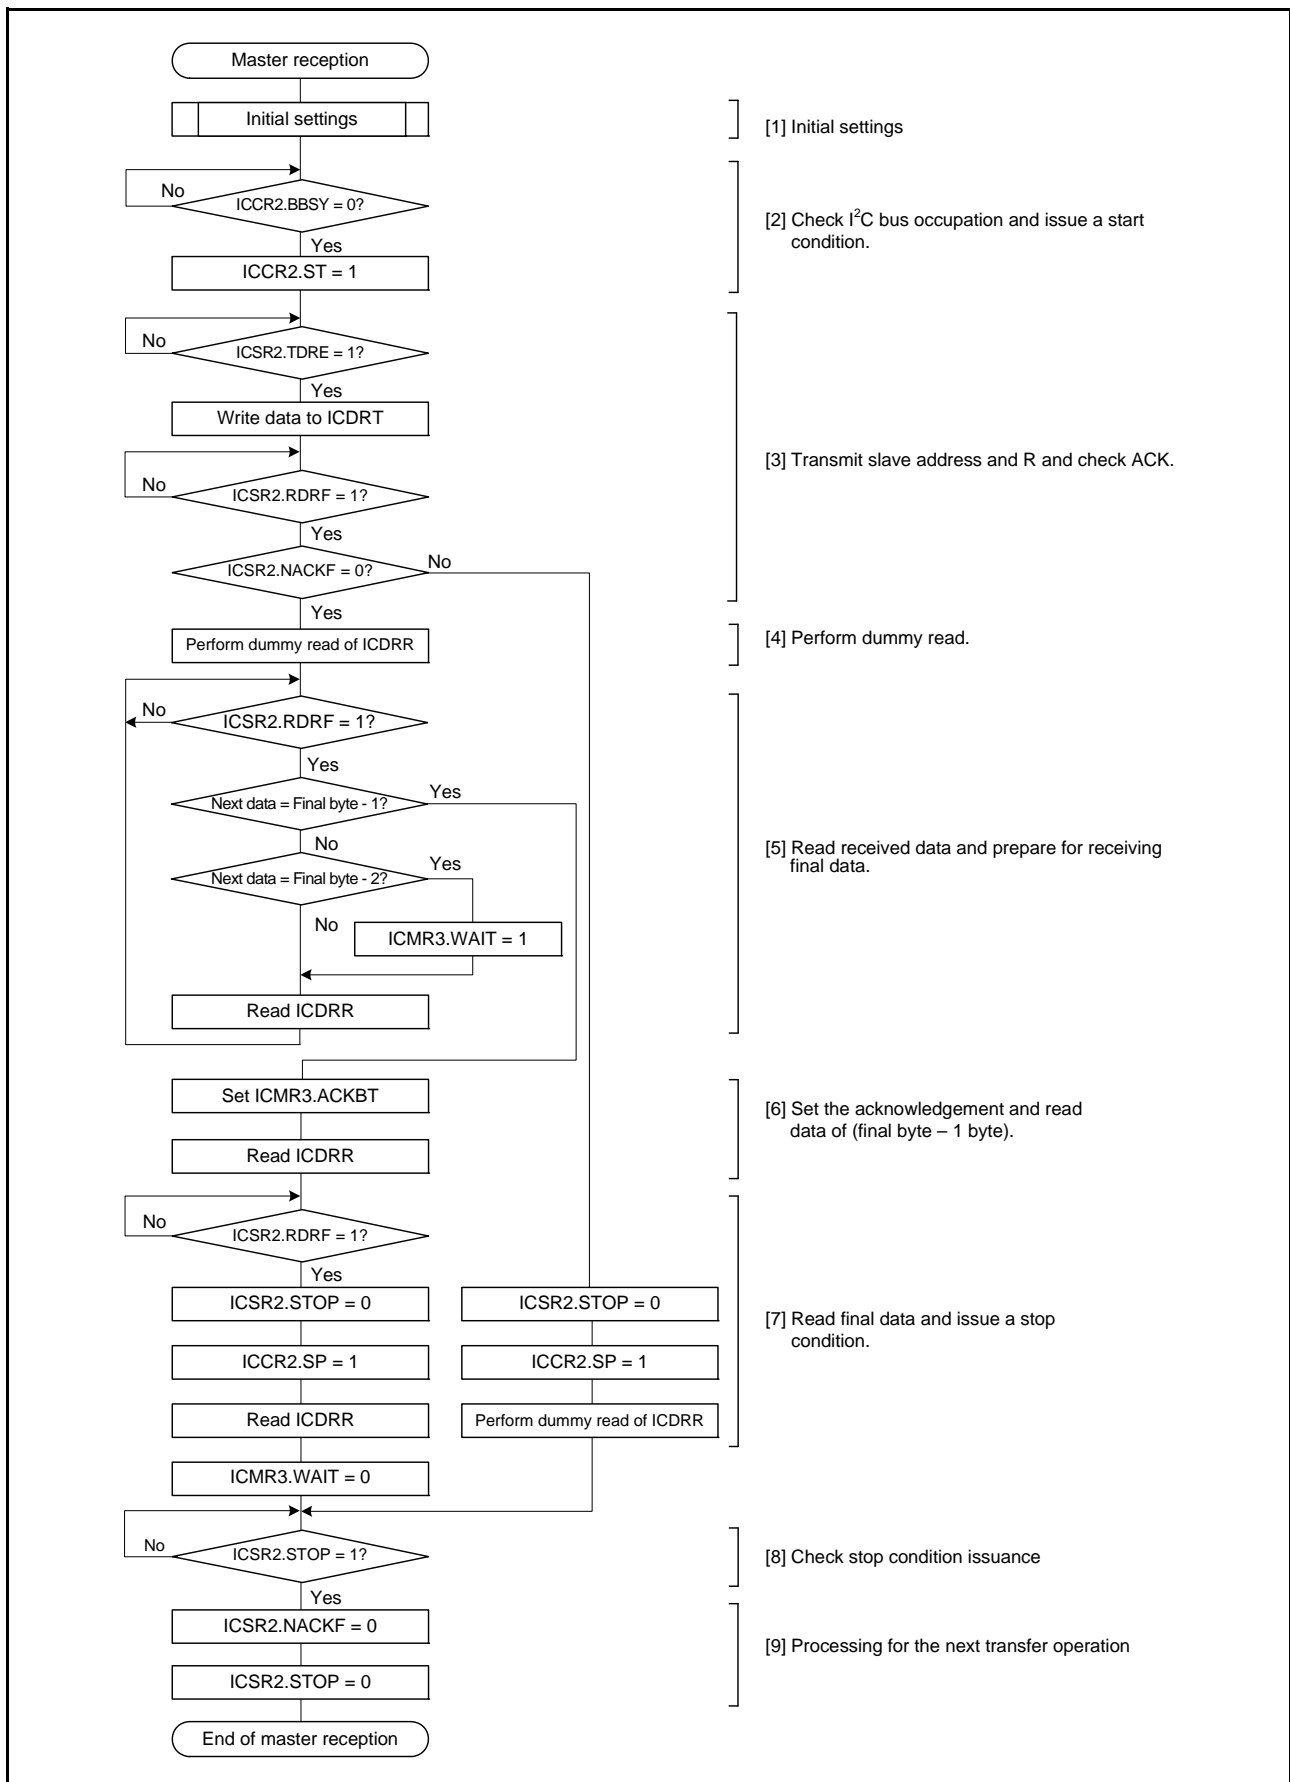 Master reception
Initial settings
[1] Initial settings
No
ICCR2.BBSY = 0?
[2] Check I²C bus occupation and issue a start
condition.
Yes
ICCR2.ST = 1
No
ICSR2.TDRE = 1?
Yes
Write data to ICDRT
[3] Transmit slave address and R and check ACK.
No
ICSR2.RDRF = 1?
Yes
ICSR2.NACKF = 0?
No
Yes
Perform dummy read of ICDRR
[4] Perform dummy read.
No
ICSR2.RDRF = 1?
Yes
Next data = Final byte - 1?
Yes
No
[5] Read received data and prepare for receiving
final data.
Next data = Final byte - 2?
Yes
No
ICMR3.WAIT = 1
Read ICDRR
Set ICMR3.ACKBT
[6] Set the acknowledgement and read
data of (final byte – 1 byte).
Read ICDRR
No
ICSR2.RDRF = 1?
Yes
ICSR2.STOP = 0
ICSR2.STOP = 0
[7] Read final data and issue a stop
condition.
ICCR2.SP = 1
ICCR2.SP = 1
Read ICDRR
Perform dummy read of ICDRR
ICMR3.WAIT = 0
No
ICSR2.STOP = 1?
[8] Check stop condition issuance
Yes
ICSR2.NACKF = 0
[9] Processing for the next transfer operation
ICSR2.STOP = 0
End of master reception